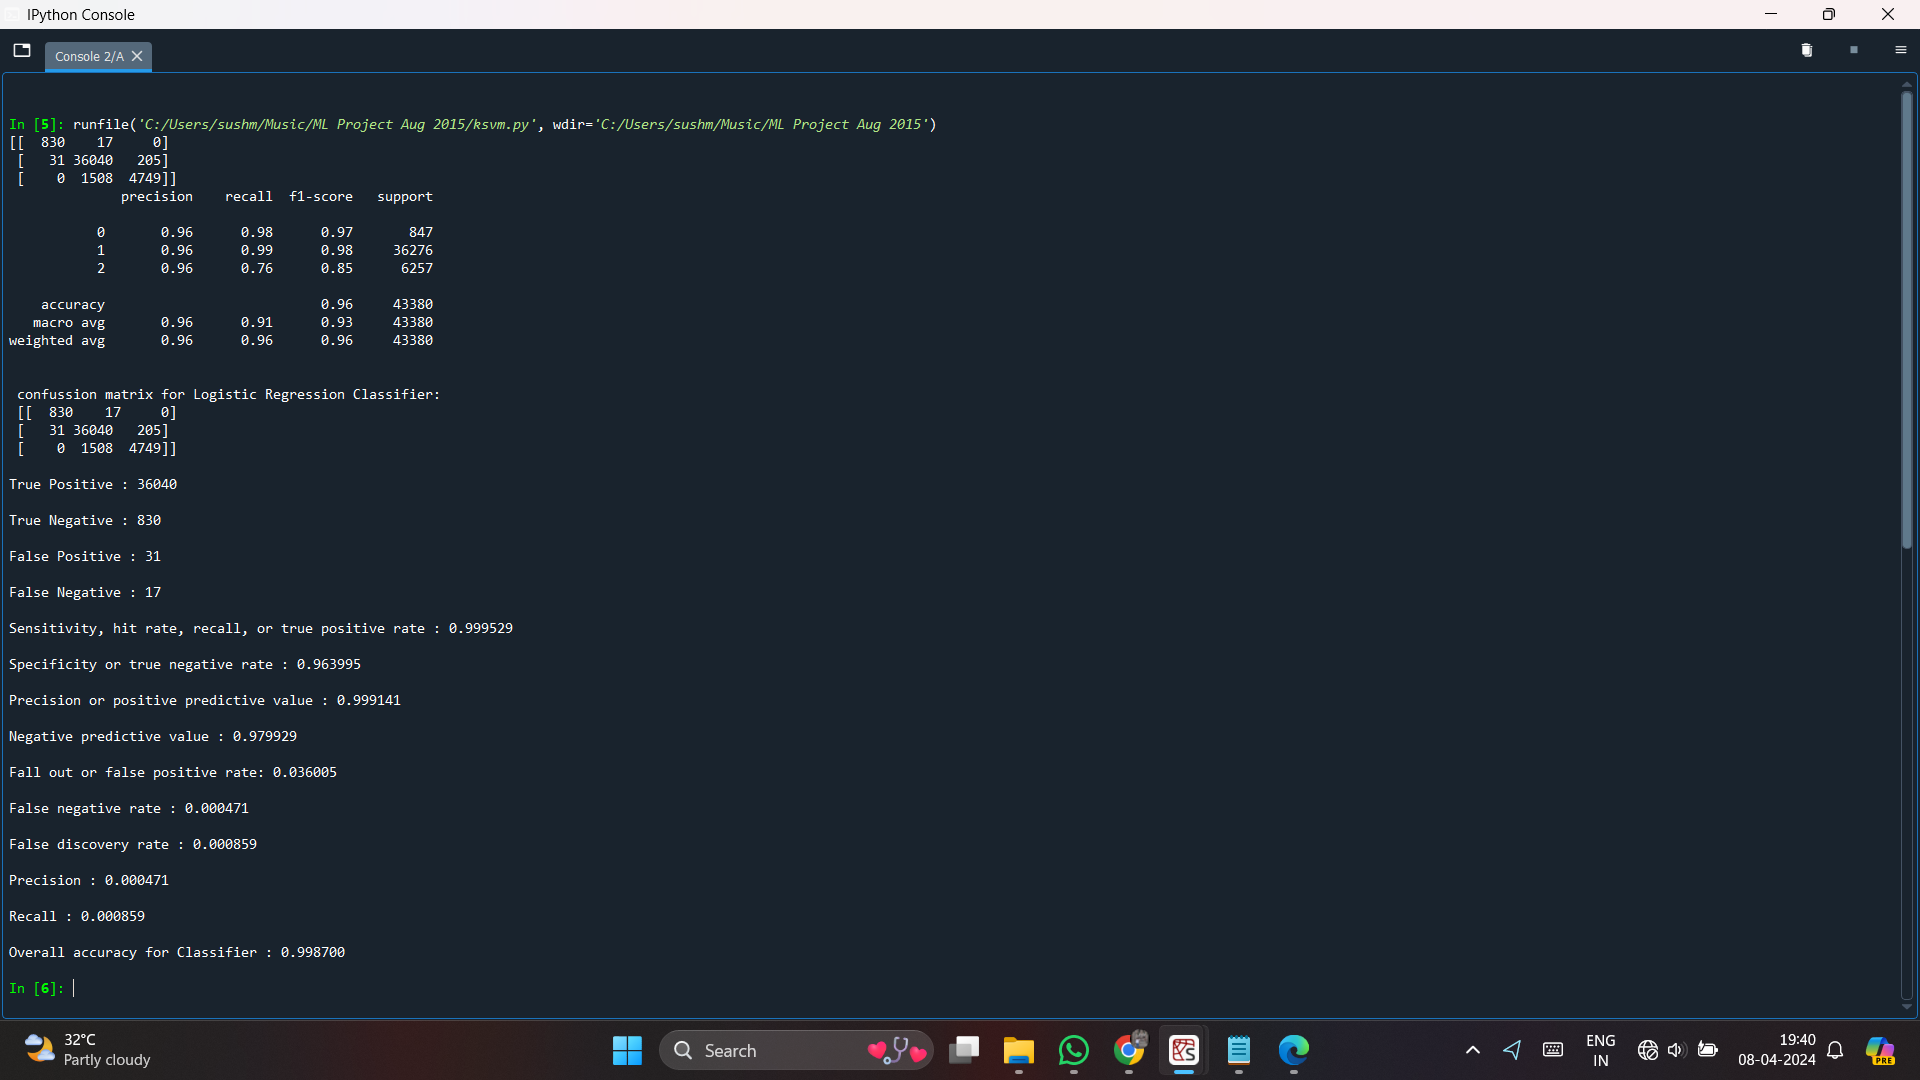 IPython Console
Console 2/A
In [5]: runfile('C:/Users/sushm/Music/ML Project Aug 2015/ksvm.py', wdir='C:/Users/sushm/Music/ML Project Aug 2015')
[[  830    17     0]
 [   31 36040   205]
 [    0  1508  4749]]
              precision    recall  f1-score   support
           0       0.96      0.98      0.97       847
           1       0.96      0.99      0.98     36276
           2       0.96      0.76      0.85      6257
    accuracy                           0.96     43380
   macro avg       0.96      0.91      0.93     43380
weighted avg       0.96      0.96      0.96     43380
 confussion matrix for Logistic Regression Classifier:
 [[  830    17     0]
 [   31 36040   205]
 [    0  1508  4749]]
True Positive : 36040
True Negative : 830
False Positive : 31
False Negative : 17
Sensitivity, hit rate, recall, or true positive rate : 0.999529
Specificity or true negative rate : 0.963995
Precision or positive predictive value : 0.999141
Negative predictive value : 0.979929
Fall out or false positive rate: 0.036005
False negative rate : 0.000471
False discovery rate : 0.000859
Precision : 0.000471
Recall : 0.000859
Overall accuracy for Classifier : 0.998700
In [6]:
32°C
Partly cloudy
Search
ENG
IN
19:40
08-04-2024
PRE